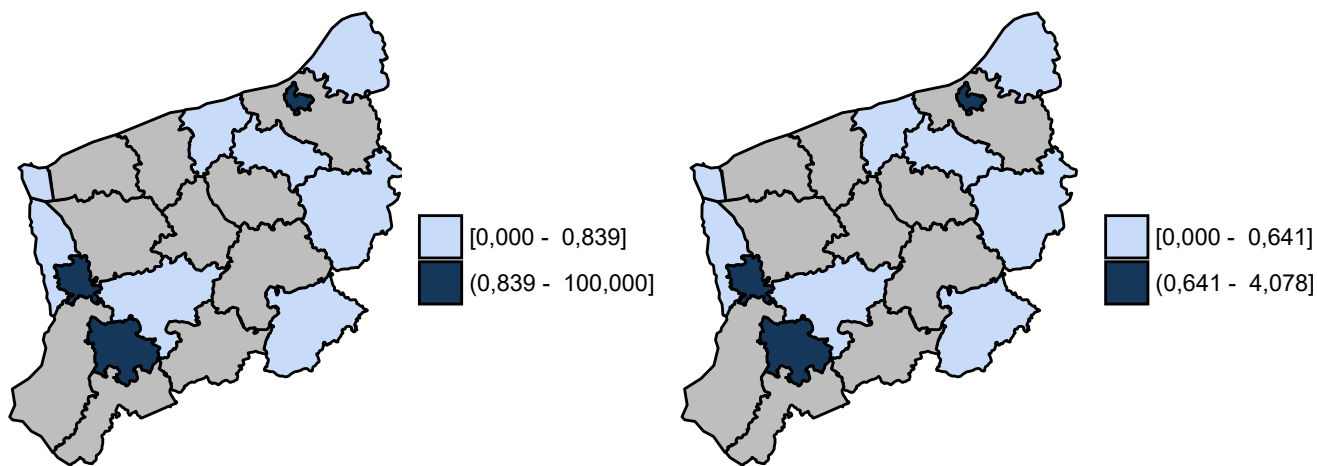 [0,000 - 0,839]
(0,839 - 100,000]
[0,000 - 0,641]
(0,641 - 4,078]